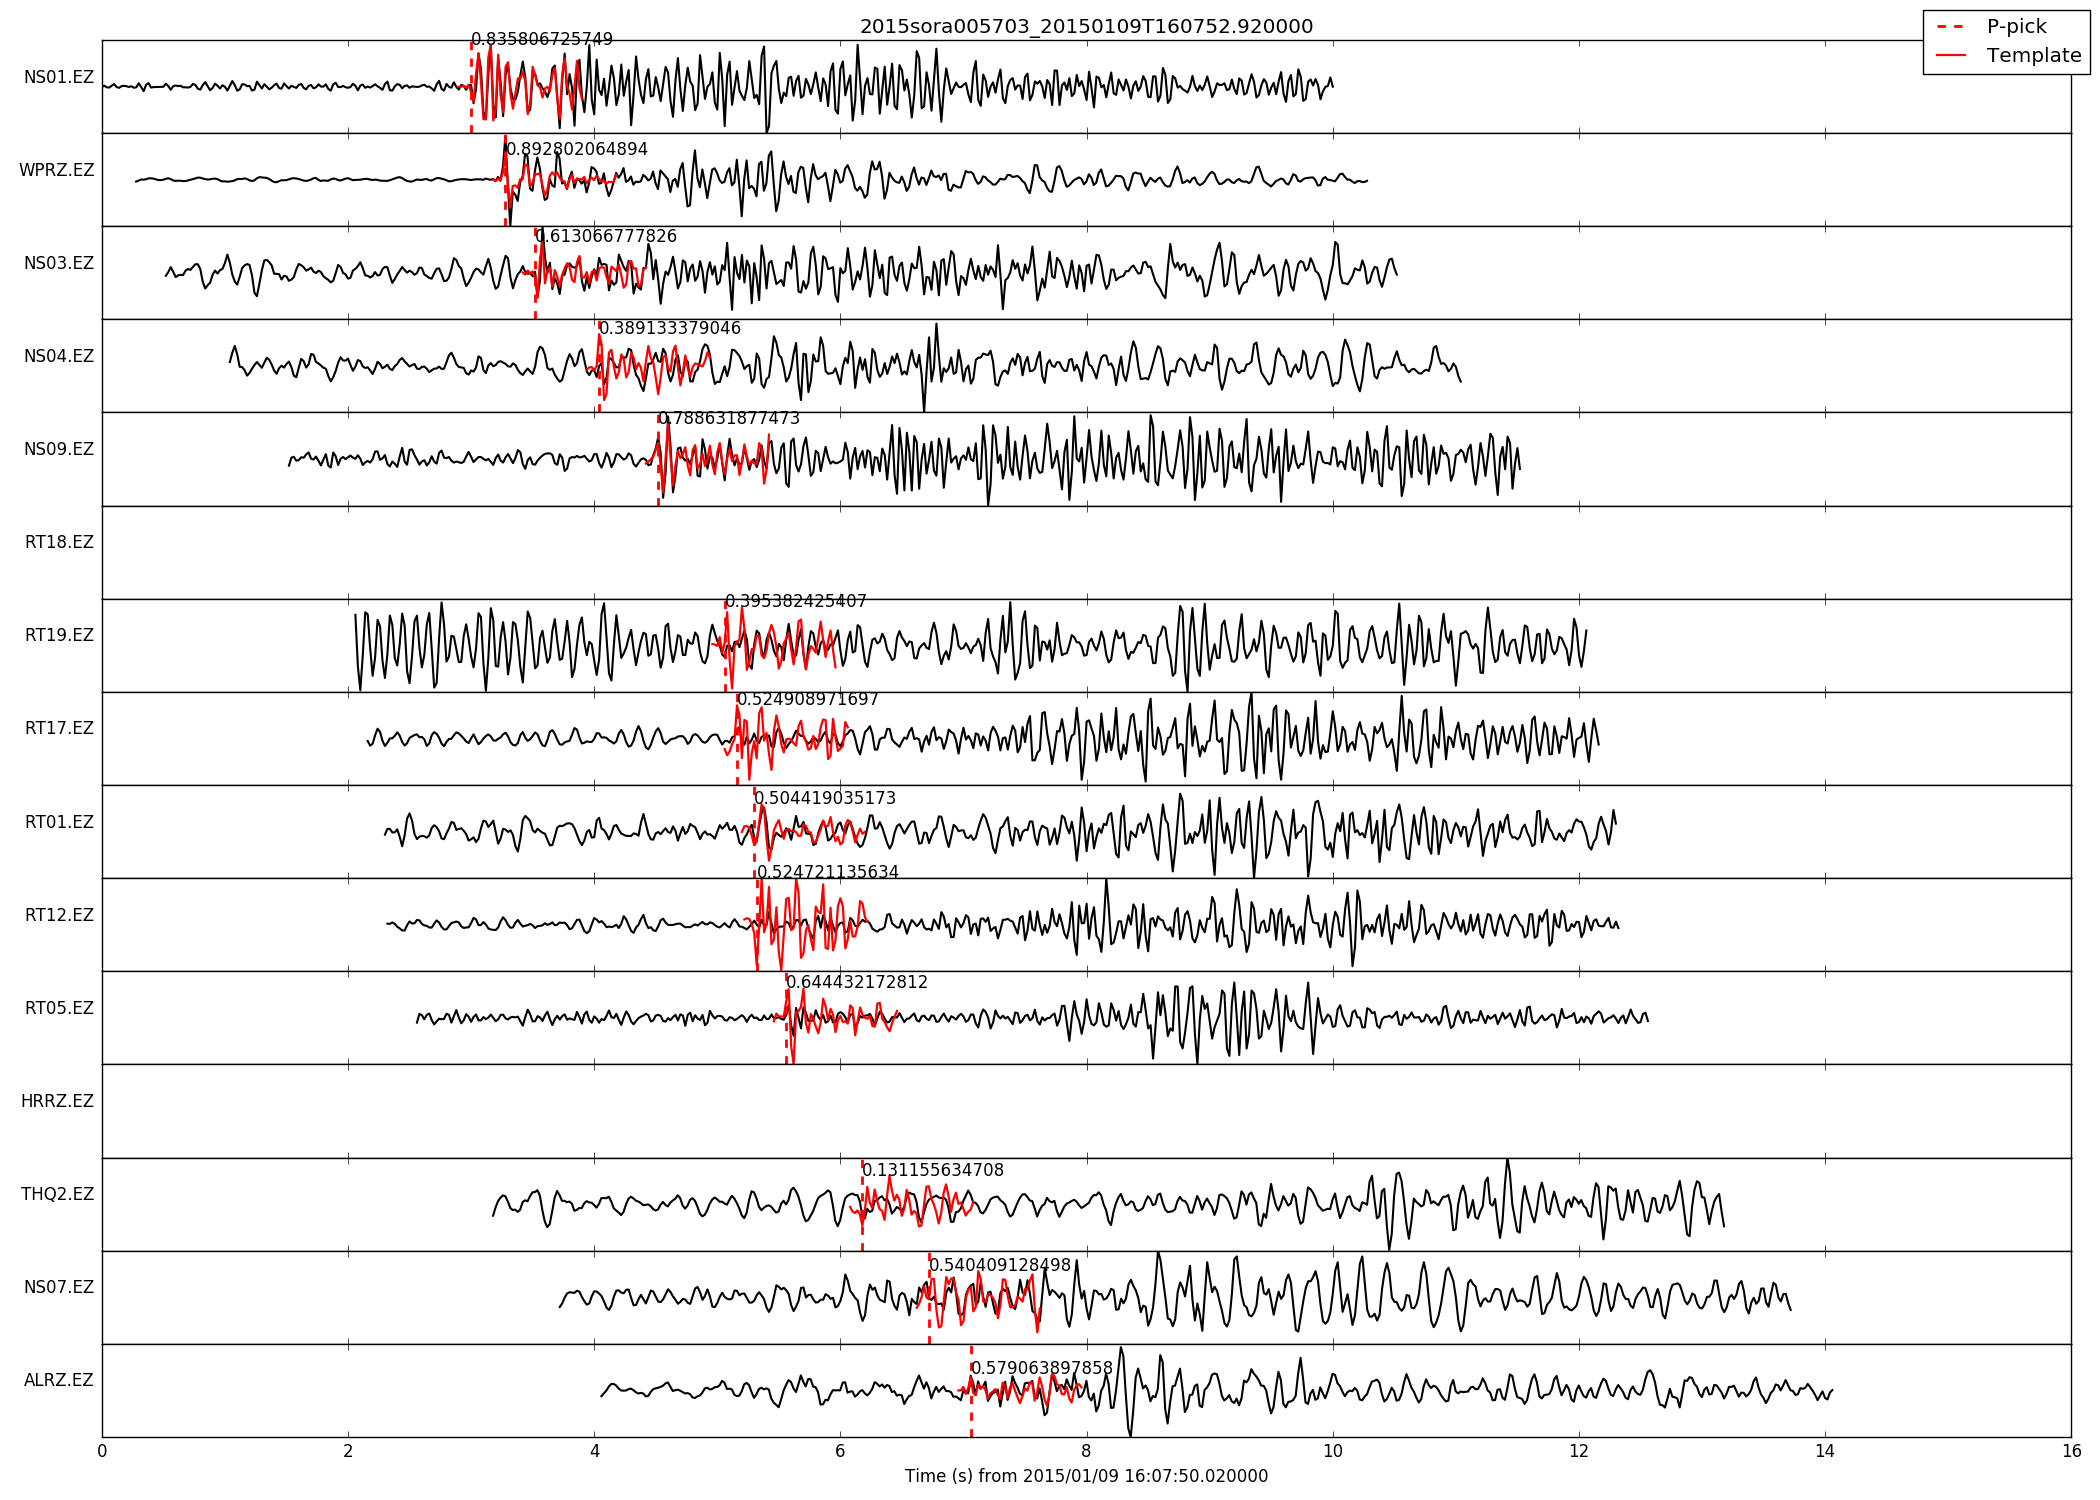 2015sora005703_20150109T160752.920000
P-pick
Template
NS01.EZ
0.835806725749
WPRZ.EZ
0.892802064894
NS03.EZ
0.613066777826
NS04.EZ
0.389133379046
NS09.EZ
0.788631877473
RT18.EZ
RT19.EZ
0.395382425407
RT17.EZ
0.524908971697
RT01.EZ
0.504419035173
RT12.EZ
0.524721135634
RT05.EZ
0.644432172812
HRRZ.EZ
THQ2.EZ
0.131155634708
NS07.EZ
0.540409128498
ALRZ.EZ
0.579063897858
0 2 4 6 8 10 12 14 16
Time (s) from 2015/01/09 16:07:50.020000